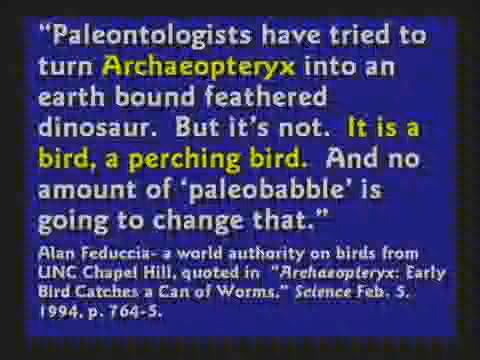 “Paleontologists have tried to
turn Archaeopteryx into an
earth bound feathered
dinosaur. But it’s not. It is a
bird, a perching bird. And no
amount of ‘paleobabble’ is
going to change that.”
Alan Feduccia- a world authority on birds from
UNC Chapel Hill, quoted in “Archaeopteryx: Early
Bird Catches a Can of Worms,” Science Feb. 5,
1994, p. 764-5.